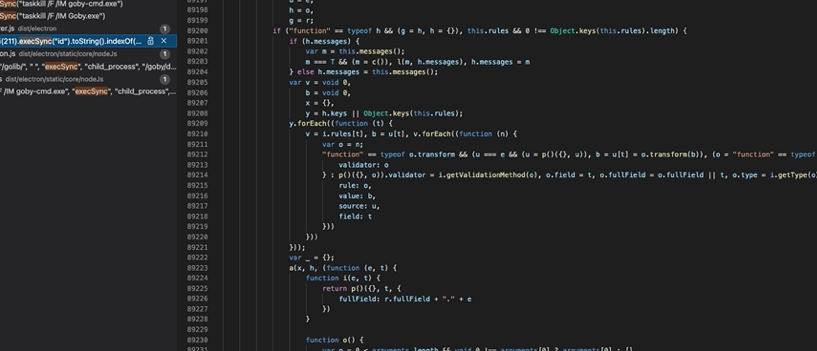 Sync("taskkill /F /IM goby-cmd.exe")
Sync("taskkill /F /IM Goby.exe")
er.js dist/electron 1
(211).execSync("id").toString().indexOf(...
on.js dist/electron/static/core/nodeJs 1
"/golib/", " ", "execSync", "child_process", "/goby/d...
s dist/electron/static/core/nodeJs 1
F /IM goby-cmd.exe", "execSync", "child_process",...
89198 h = o,
89199 g = r;
89200 if ("function" == typeof h && (g = h, h = {}), this.rules && 0 !== Object.keys(this.rules).length) {
89201 if (h.messages) {
89202 var m = this.messages();
89203 m === T && (m = c()), l(m, h.messages), h.messages = m
89204 } else h.messages = this.messages();
89205 var v = void 0,
89206 b = void 0,
89207 x = {},
89208 y = h.keys || Object.keys(this.rules);
89209 y.forEach((function (t) {
89210 v = i.rules[t], b = u[t], v.forEach((function (n) {
89211 var o = n;
89212 "function" == typeof o.transform && (u === e && (u = p()({}, u)), b = u[t] = o.transform(b)), (o = "function" == typeof
89213 validator: o
89214 } : p()({}, o)).validator = i.getValidationMethod(o), o.field = t, o.fullField = o.fullField || t, o.type = i.getType(o
89215 rule: o,
89216 value: b,
89217 source: u,
89218 field: t
89219 }))
89220 }))
89221 }));
89222 var _ = {};
89223 a(x, h, (function (e, t) {
89224 function i(e, t) {
89225 return p()({}, t, {
89226 fullField: r.fullField + "." + e
89227 })
89228 }
89229
89230 function o() {